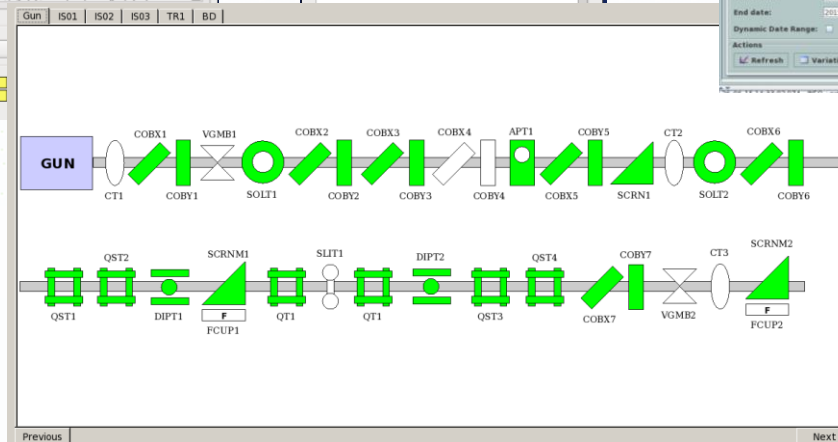 Gun IS01 IS02 IS03 TR1 BD
End date: 201
Dynamic Date Range:
Actions
Refresh Variati
COBX1 VGMB1 COBX2 COBX3 COBX4 APT1 COBY5 CT2 COBX6
GUN
CT1 COBY1 SOLT1 COBY2 COBY3 COBY4 COBX5 SCRN1 SOLT2 COBY6
QST2 SCRNM1 SLIT1 DIPT2 QST4 COBY7 CT3 SCRNM2
F F
QST1 DIPT1 FCUP1 QT1 QT1 QST3 COBX7 VGMB2 FCUP2
Previous Next